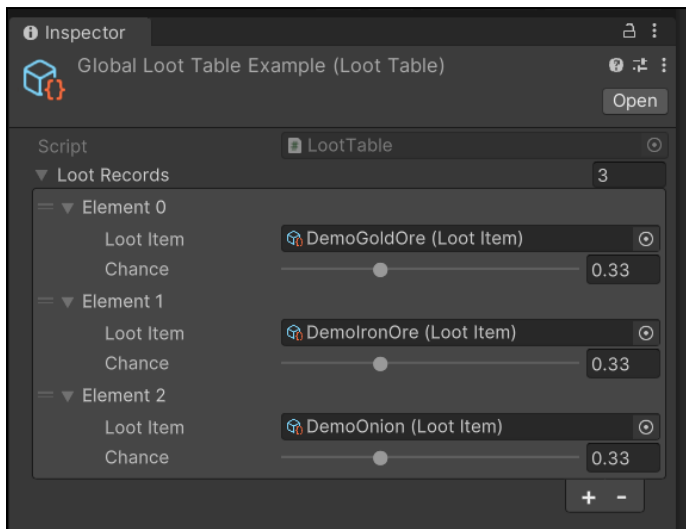 Inspector
Global Loot Table Example (Loot Table)
Open
Script LootTable
Loot Records 3
Element 0
Loot Item DemoGoldOre (Loot Item)
Chance 0.33
Element 1
Loot Item DemoIronOre (Loot Item)
Chance 0.33
Element 2
Loot Item DemoOnion (Loot Item)
Chance 0.33
+ -